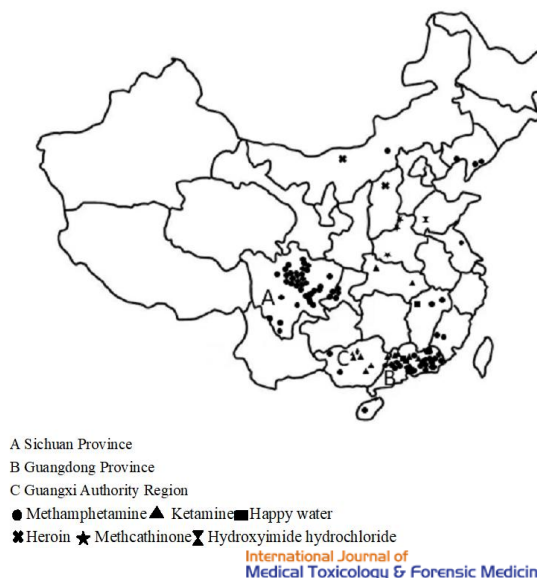 A
C
B
A Sichuan Province
B Guangdong Province
C Guangxi Authority Region
Methamphetamine Ketamine Happy water
Heroin Methcathinone Hydroxyimide hydrochloride
International Journal of
Medical Toxicology & Forensic Medicin